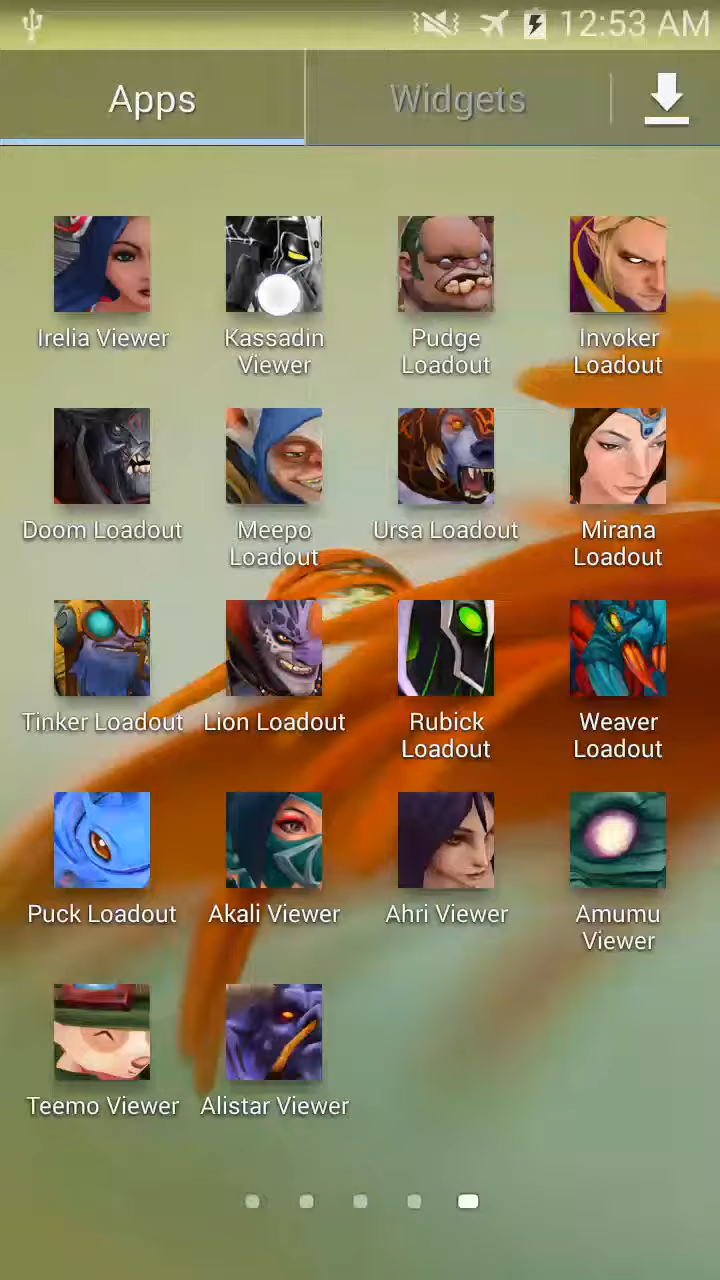 12:53 AM
Apps
Widgets
Irelia Viewer
Kassadin
Viewer
Pudge
Loadout
Invoker
Loadout
Doom Loadout
Meepo
Loadout
Ursa Loadout
Mirana
Loadout
Tinker Loadout
Lion Loadout
Rubick
Loadout
Weaver
Loadout
Puck Loadout
Akali Viewer
Ahri Viewer
Amumu
Viewer
Teemo Viewer
Alistar Viewer